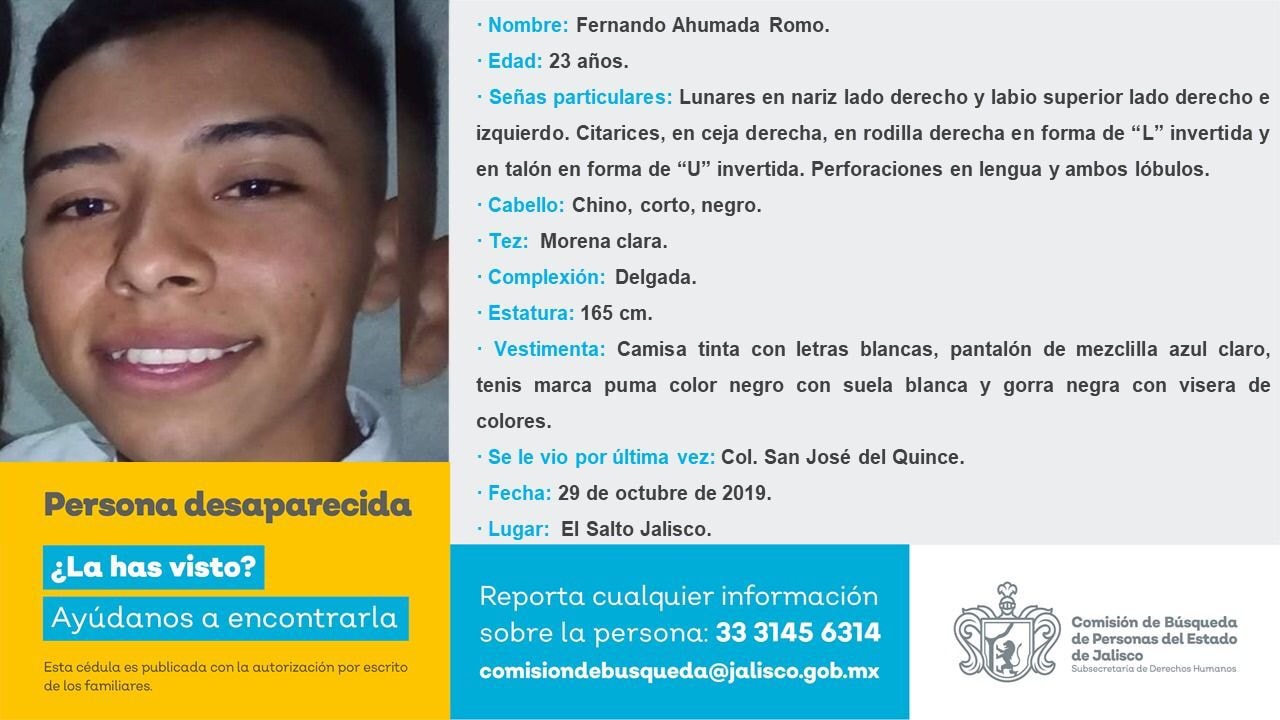 · Nombre: Fernando Ahumada Romo.
· Edad: 23 años.
· Señas particulares: Lunares en nariz lado derecho y labio superior lado derecho e
izquierdo. Citarices, en ceja derecha, en rodilla derecha en forma de “L” invertida y
en talón en forma de “U” invertida. Perforaciones en lengua y ambos lóbulos.
· Cabello: Chino, corto, negro.
· Tez: Morena clara.
· Complexión: Delgada.
· Estatura: 165 cm.
· Vestimenta: Camisa tinta con letras blancas, pantalón de mezclilla azul claro,
tenis marca puma color negro con suela blanca y gorra negra con visera de
colores.
· Se le vio por última vez: Col. San José del Quince.
· Fecha: 29 de octubre de 2019.
· Lugar: El Salto Jalisco.
Persona desaparecida
¿La has visto?
Ayúdanos a encontrarla
Esta cédula es publicada con la autorización por escrito
de los familiares.
Reporta cualquier información
sobre la persona: 33 3145 6314
comisiondebusqueda@jalisco.gob.mx
Comisión de Búsqueda
de Personas del Estado
de Jalisco
Subsecretaría de Derechos Humanos